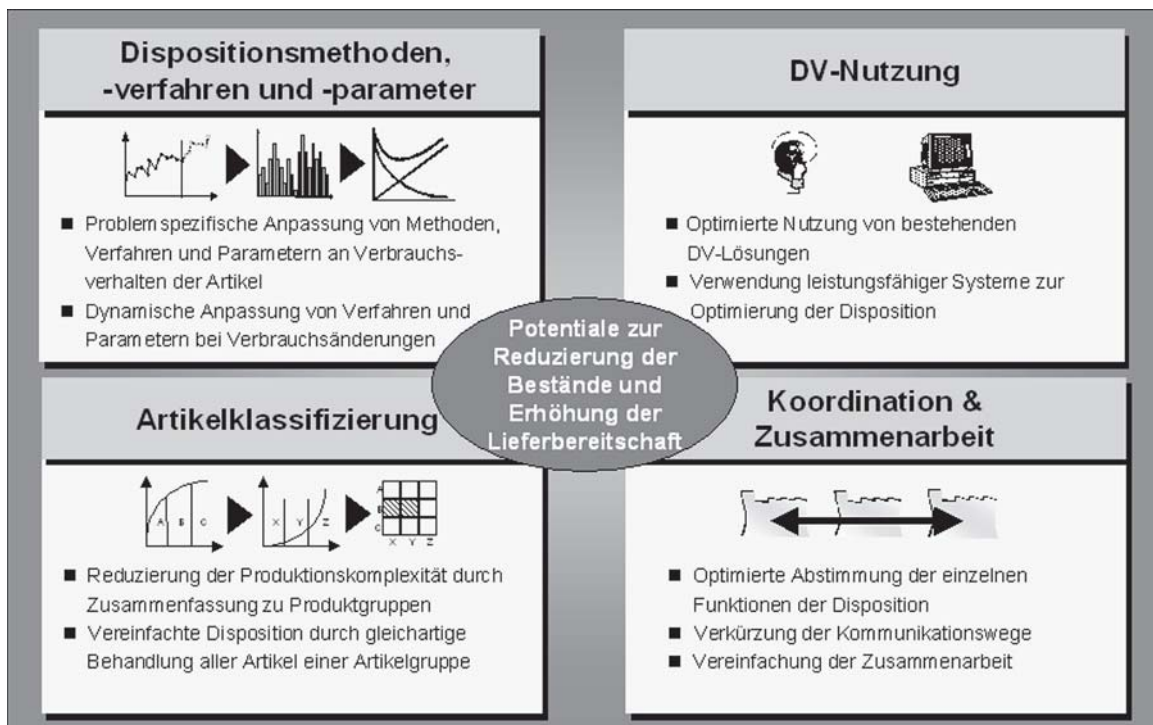 Dispositionsmethoden,
-verfahren und -parameter
Problemspezifische Anpassung von Methoden,
Verfahren und Parametern an Verbrauchs-
verhalten der Artikel
Dynamische Anpassung von Verfahren und
Parametern bei Verbrauchsänderungen
DV-Nutzung
Optimierte Nutzung von bestehenden
DV-Lösungen
Verwendung leistungsfähiger Systeme zur
Optimierung der Disposition
Potentiale zur
Reduzierung der
Bestände und
Erhöhung der
Lieferbereitschaft
Artikelklassifizierung
A B C
X Y Z
A
B
C
X Y Z
Reduzierung der Produktionskomplexität durch
Zusammenfassung zu Produktgruppen
Vereinfachte Disposition durch gleichartige
Behandlung aller Artikel einer Artikelgruppe
Koordination &
Zusammenarbeit
Optimierte Abstimmung der einzelnen
Funktionen der Disposition
Verkürzung der Kommunikationswege
Vereinfachung der Zusammenarbeit